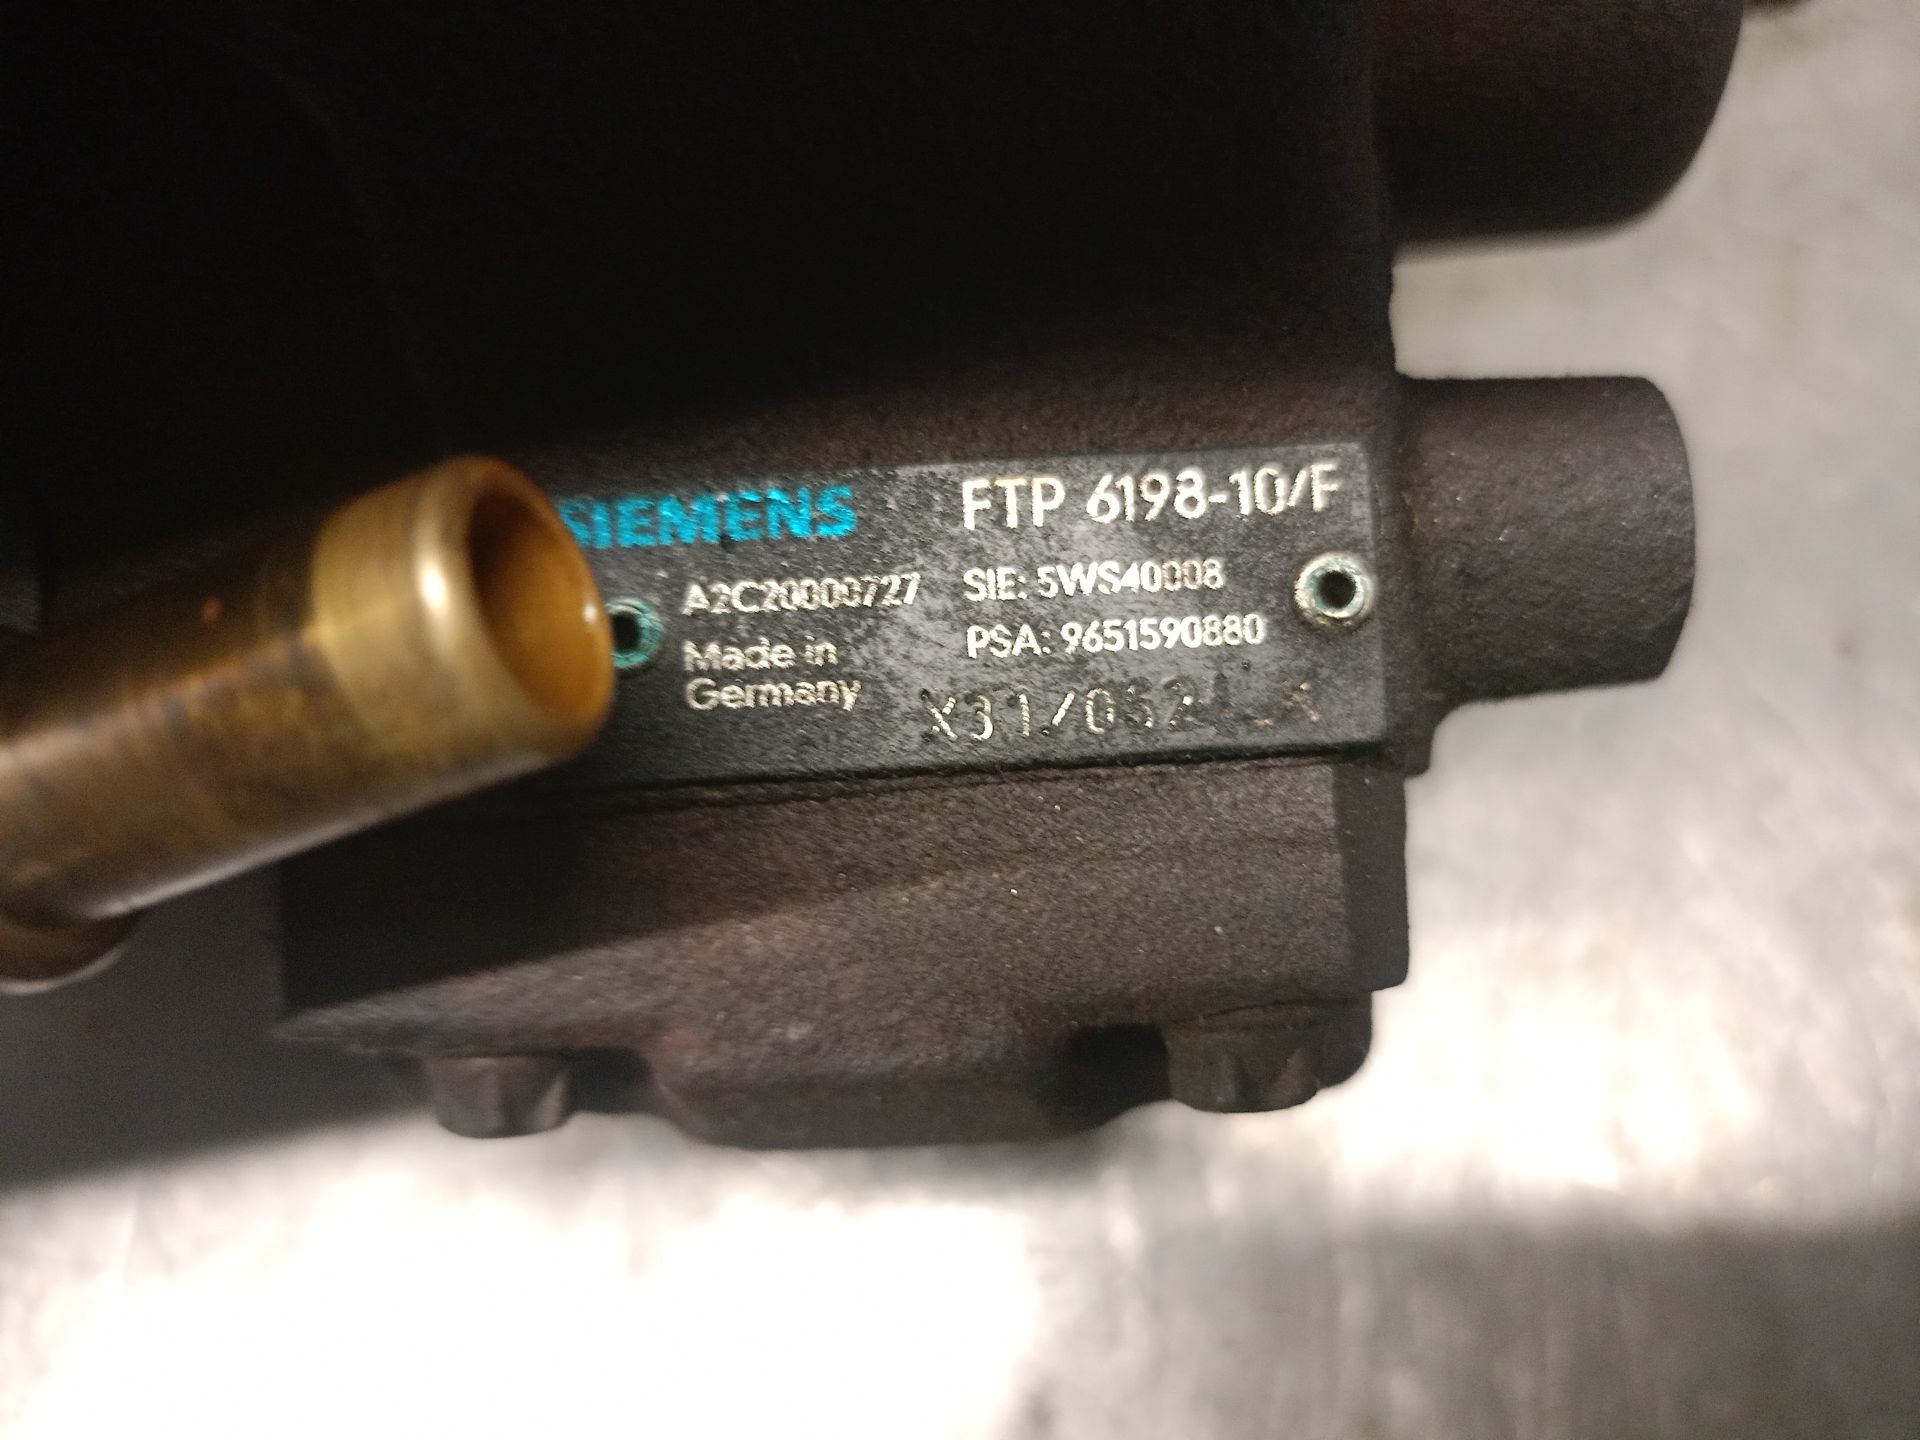 SIEMENS FTP 6198-10/F
A2C20000727 SIE: 5WS40008
Made in PSA: 9651590880
Germany